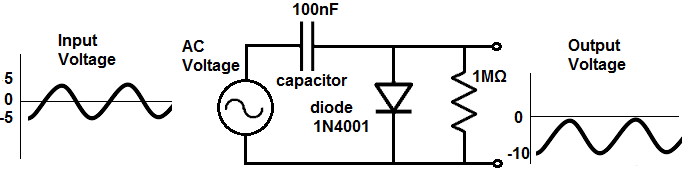 100nF
Input
Voltage
5
0
-5
AC
Voltage
capacitor
diode
1N4001
1MΩ
Output
Voltage
0
-10